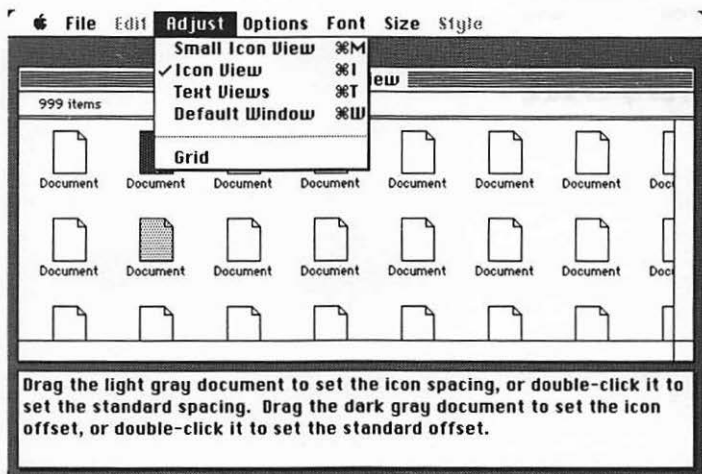 File Edit Adjust Options Font Size Style
Small Icon View ⌘M
✓Icon View ⌘I
Text Views ⌘T
Default Window ⌘W
Grid
999 items
Document Document Document Document Document Document Document
Document Document Document Document Document Document Document
Drag the light gray document to set the icon spacing, or double-click it to
set the standard spacing. Drag the dark gray document to set the icon
offset, or double-click it to set the standard offset.